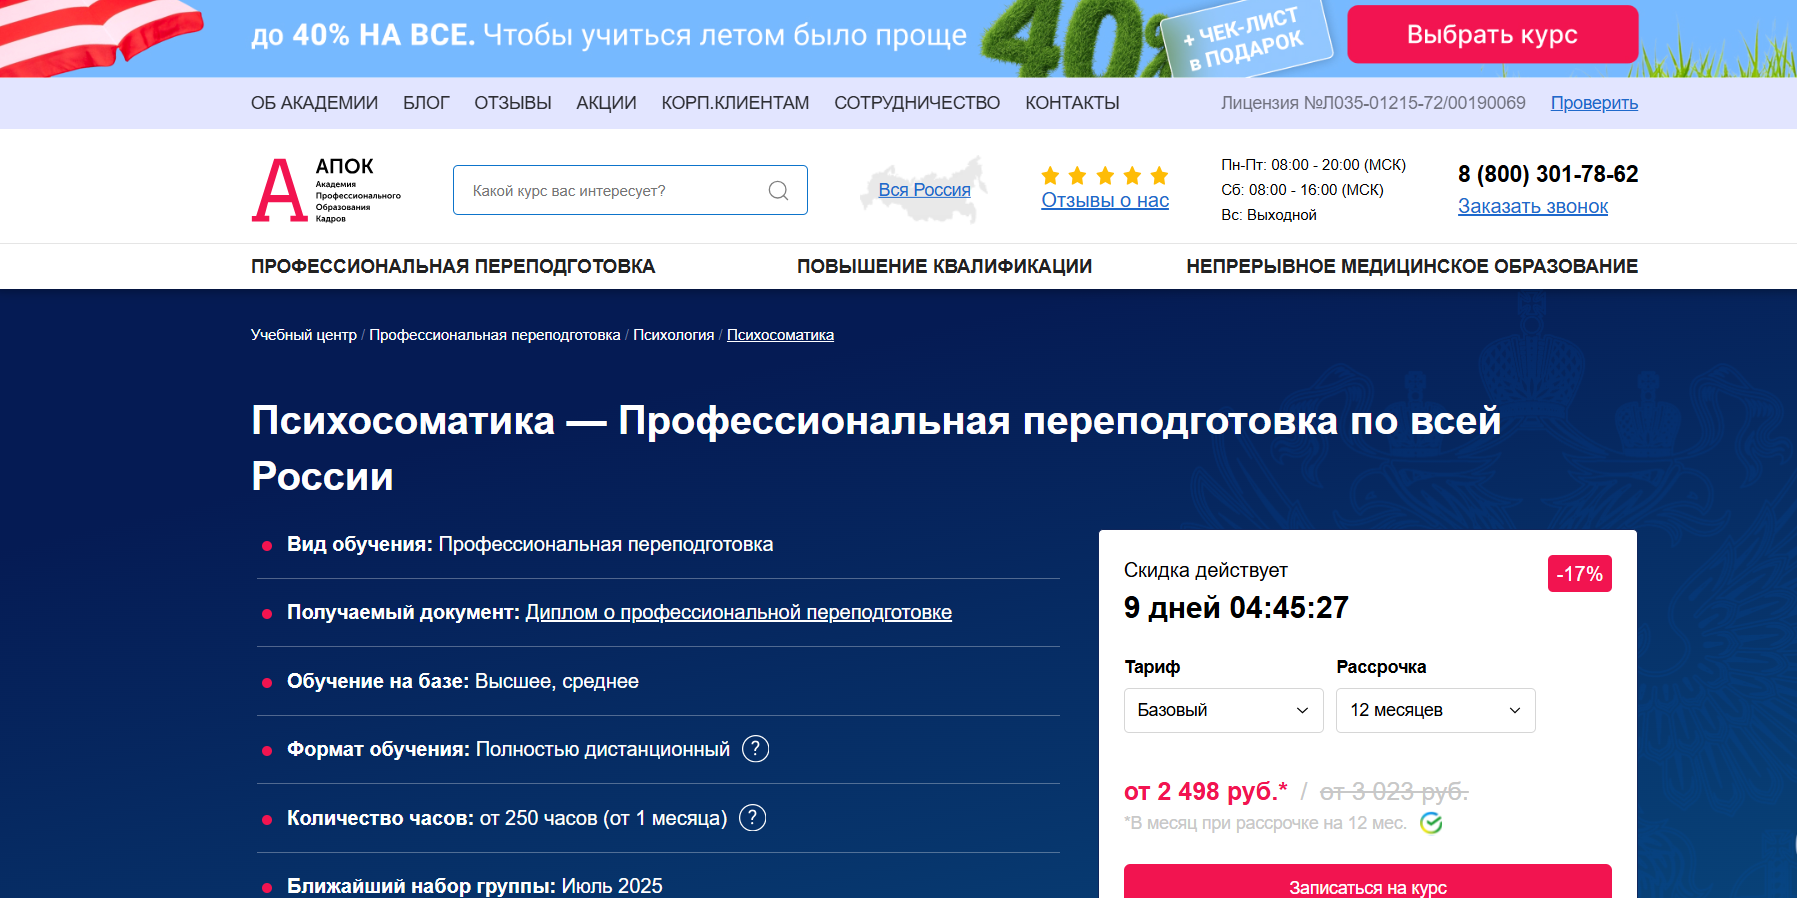 до 40% НА ВСЕ. Чтобы учиться летом было проще
40%
+ ЧЕК-ЛИСТ
в ПОДАРОК
Выбрать курс
ОБ АКАДЕМИИ БЛОГ ОТЗЫВЫ АКЦИИ КОРП.КЛИЕНТАМ СОТРУДНИЧЕСТВО КОНТАКТЫ Лицензия №Л035-01215-72/00190069 Проверить
А
АПОК
Академия
Профессионального
Образования
Кадров
Какой курс вас интересует?
Вся Россия
Отзывы о нас
Пн-Пт: 08:00 - 20:00 (МСК)
Сб: 08:00 - 16:00 (МСК)
Вс: Выходной
8 (800) 301-78-62
Заказать звонок
ПРОФЕССИОНАЛЬНАЯ ПЕРЕПОДГОТОВКА ПОВЫШЕНИЕ КВАЛИФИКАЦИИ НЕПРЕРЫВНОЕ МЕДИЦИНСКОЕ ОБРАЗОВАНИЕ
Учебный центр / Профессиональная переподготовка / Психология / Психосоматика
Психосоматика — Профессиональная переподготовка по всей
России
Вид обучения: Профессиональная переподготовка
Получаемый документ: Диплом о профессиональной переподготовке
Обучение на базе: Высшее, среднее
Формат обучения: Полностью дистанционный ?
Количество часов: от 250 часов (от 1 месяца) ?
Ближайший набор группы: Июль 2025
Скидка действует
-17%
9 дней 04:45:27
Тариф Рассрочка
Базовый 12 месяцев
от 2 498 руб.* / от 3 023 руб.
*В месяц при рассрочке на 12 мес.
Записаться на курс